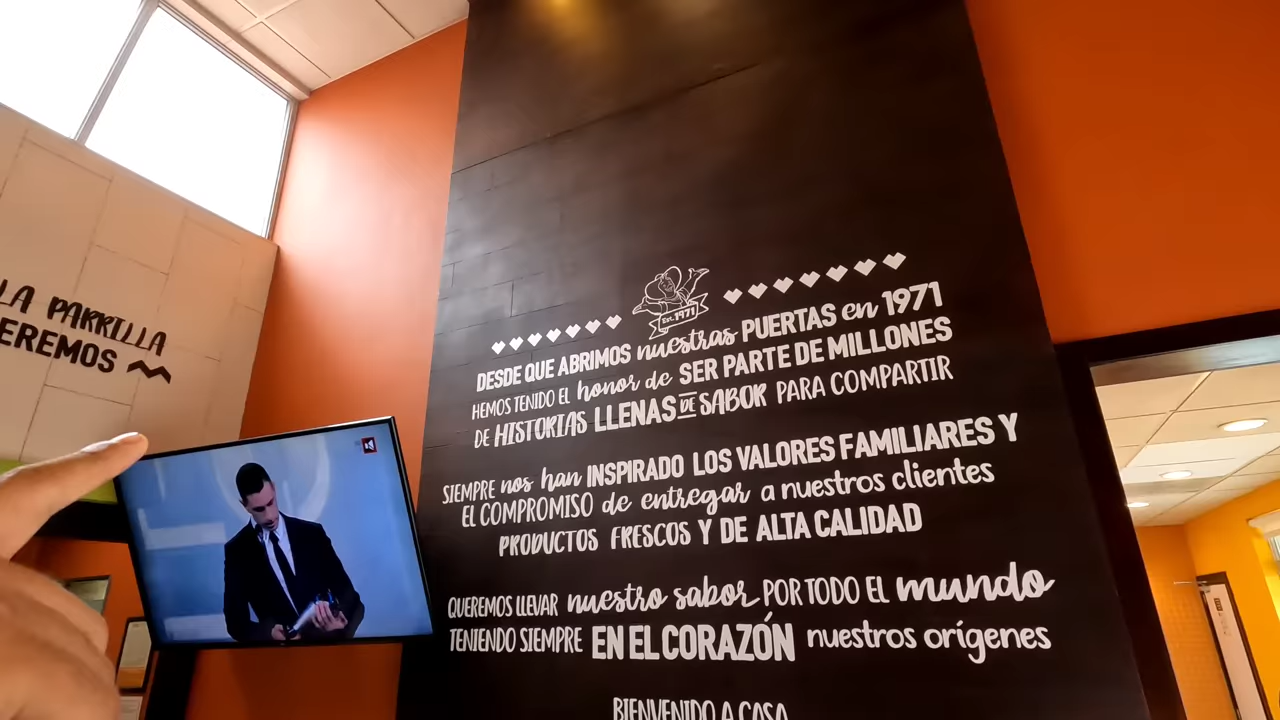 LA PARRILLA
EREMOS
Est. 1971
DESDE QUE ABRIMOS nuestras PUERTAS en 1971
HEMOS TENIDO EL honor de SER PARTE DE MILLONES
DE HISTORIAS LLENAS DE SABOR PARA COMPARTIR
SIEMPRE nos han INSPIRADO LOS VALORES FAMILIARES Y
EL COMPROMISO de entregar a nuestros clientes
PRODUCTOS FRESCOS Y DE ALTA CALIDAD
QUEREMOS LLEVAR nuestro sabor POR TODO EL mundo
TENIENDO SIEMPRE EN EL CORAZÓN nuestros orígenes
BIENVENIDO A CASA